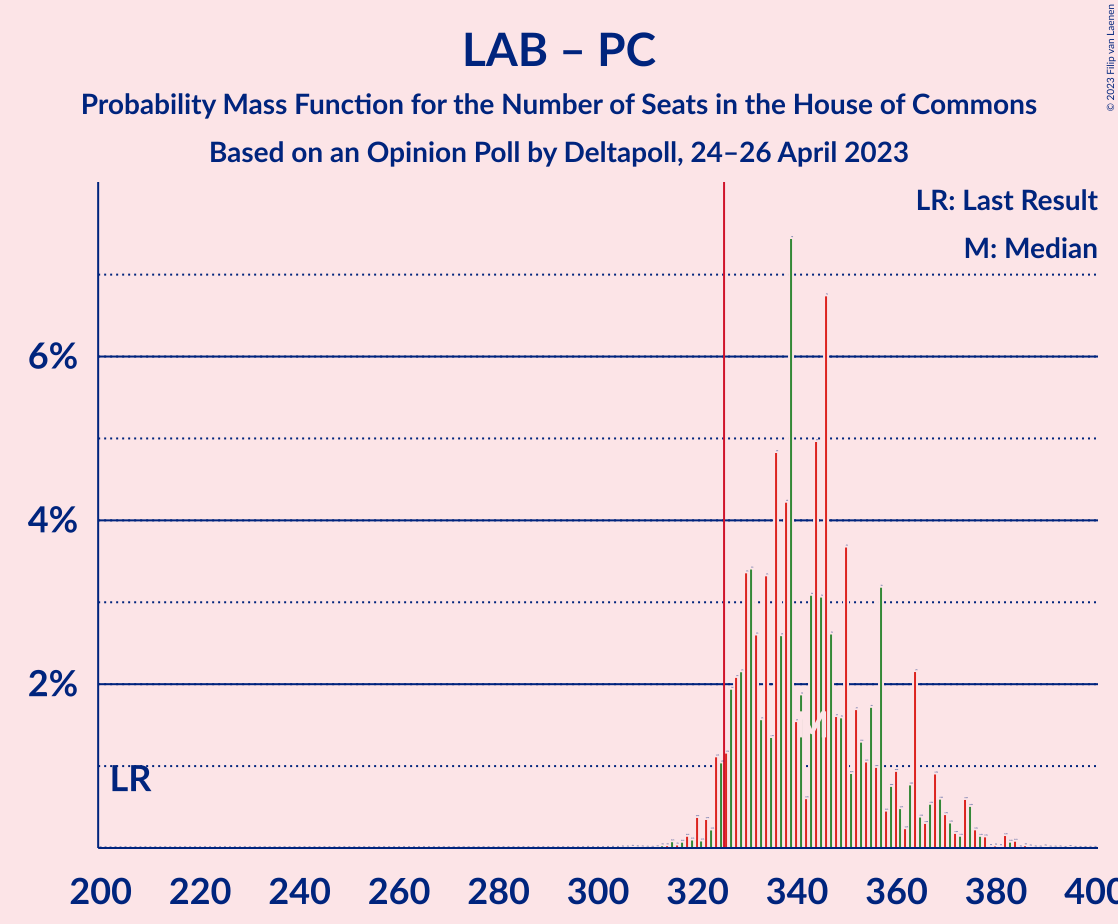 LAB – PC
Probability Mass Function for the Number of Seats in the House of Commons
Based on an Opinion Poll by Deltapoll, 24–26 April 2023
© 2023 Filip van Laenen
LR: Last Result
M: Median
6%
4%
2%
LR
M
200 220 240 260 280 300 320 340 360 380 400